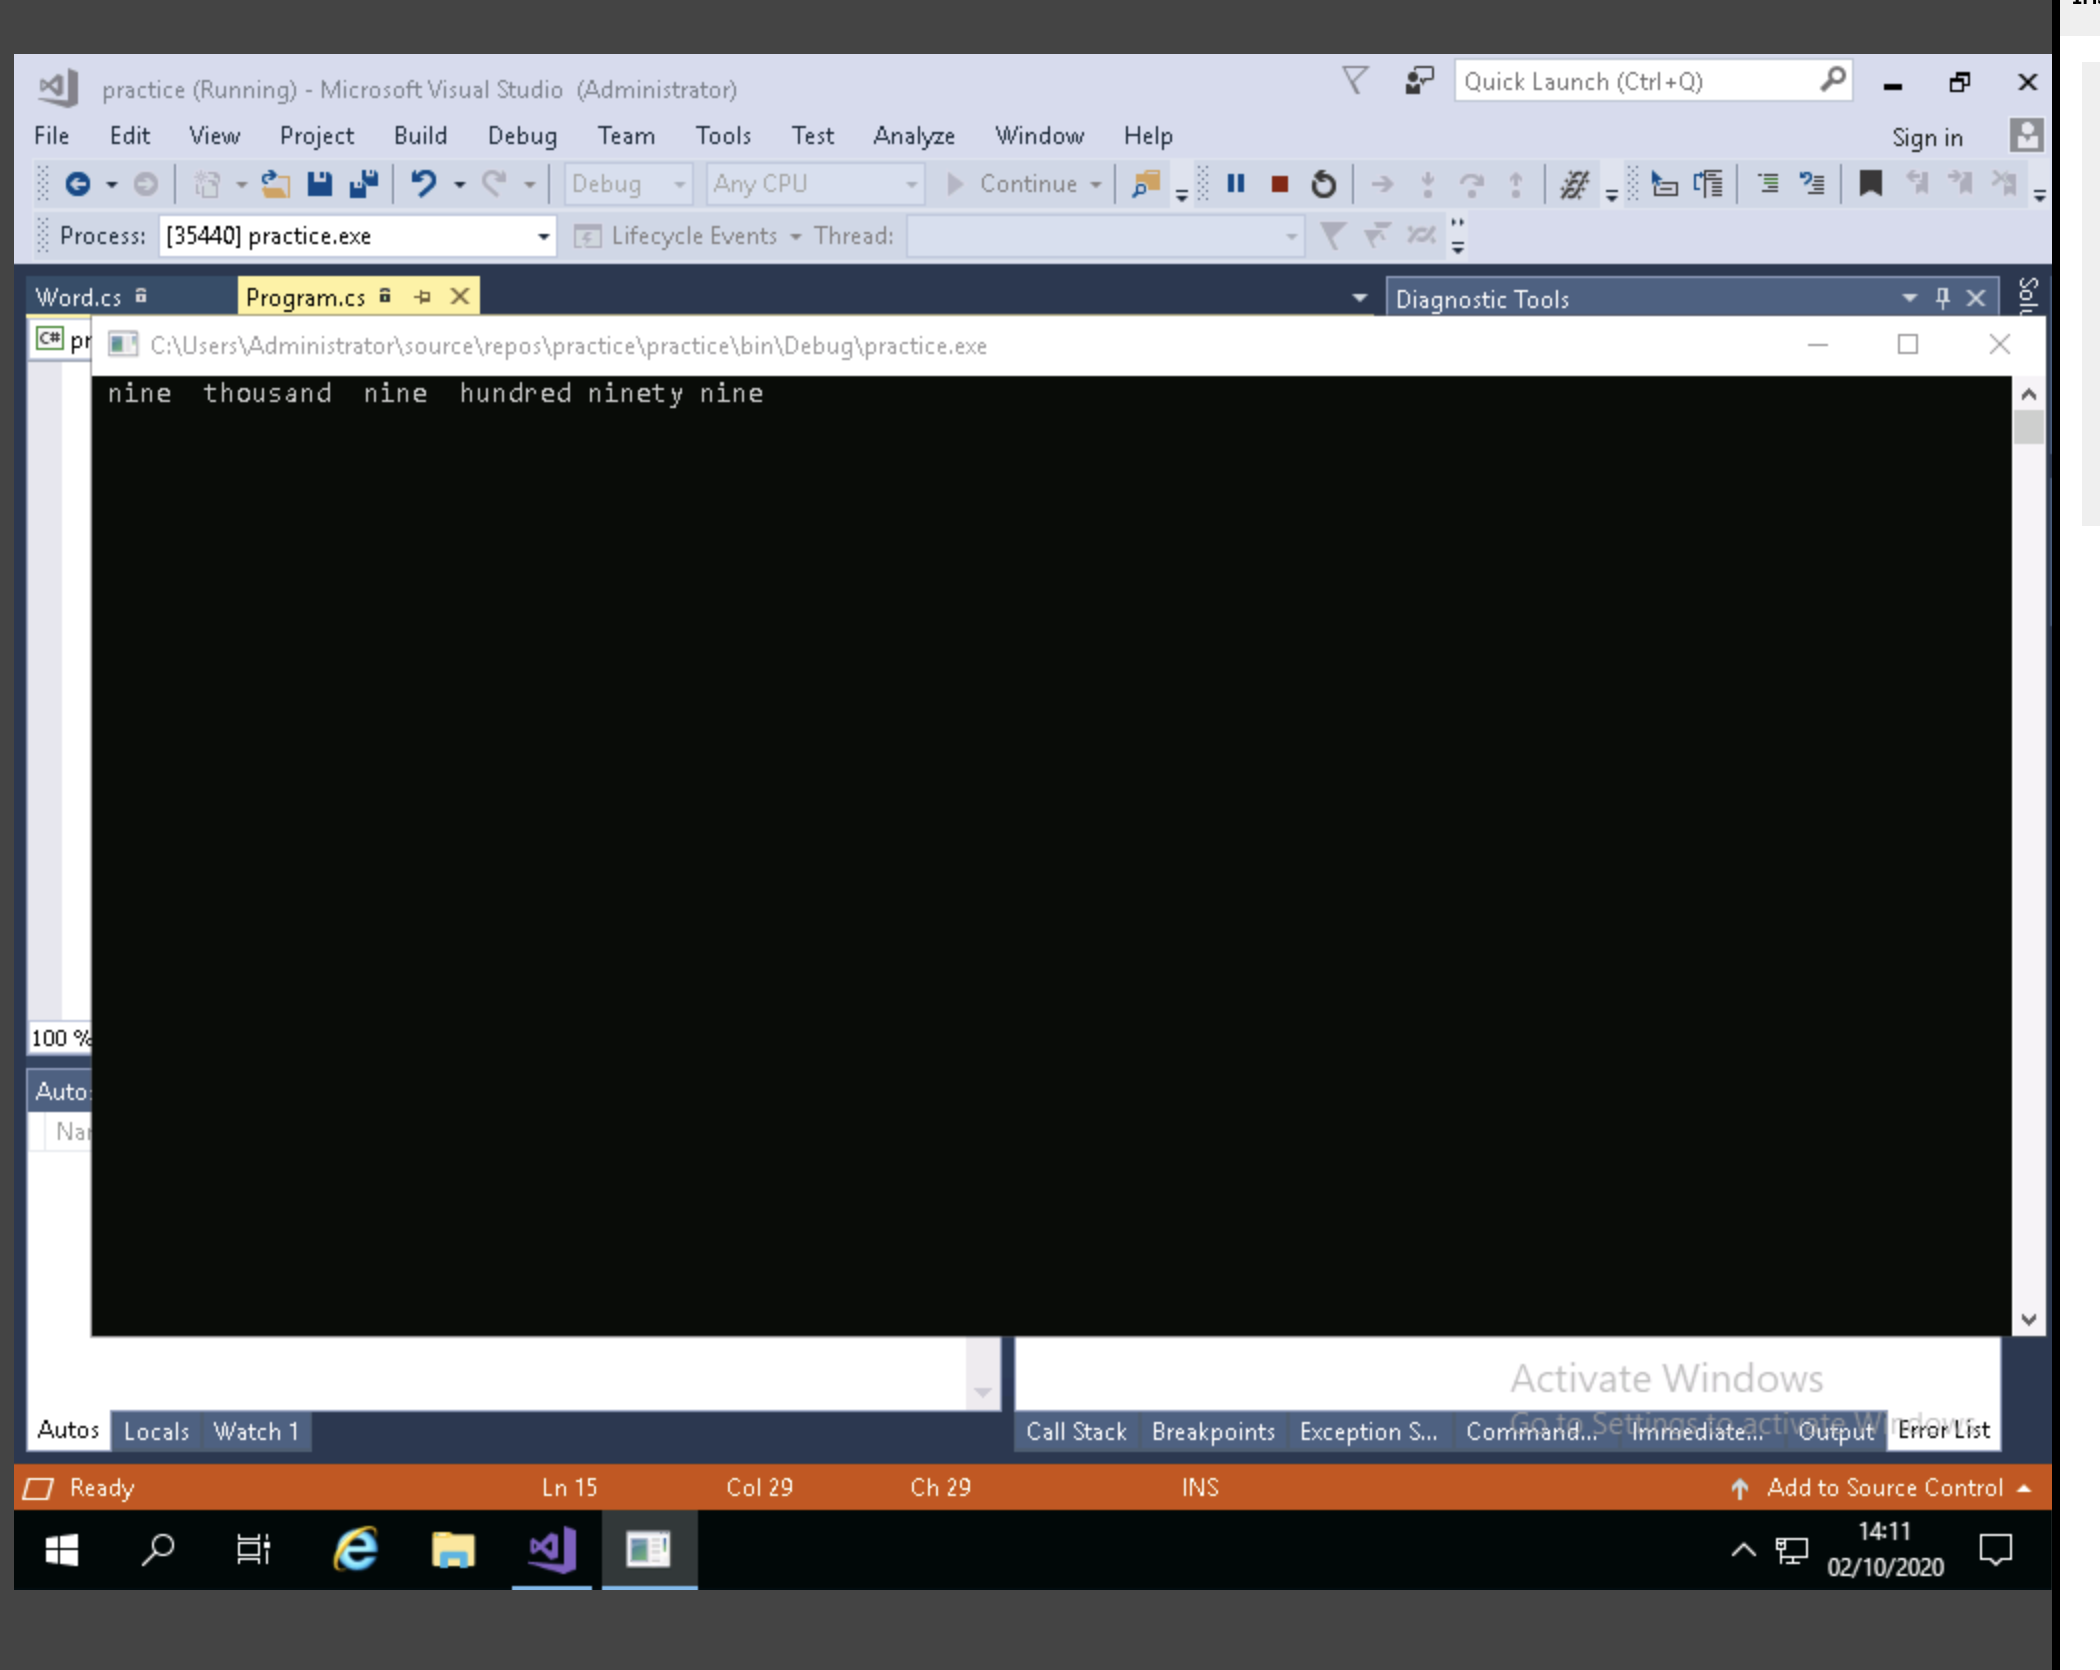 practice (Running) - Microsoft Visual Studio (Administrator)
Quick Launch (Ctrl+Q)
File Edit View Project Build Debug Team Tools Test Analyze Window Help
Sign in
Debug Any CPU Continue
Process: [35440] practice.exe Lifecycle Events Thread:
Word.cs Program.cs Diagnostic Tools
C# pr
C:\Users\Administrator\source\repos\practice\practice\bin\Debug\practice.exe
nine  thousand  nine  hundred ninety nine
100 %
Auto
Nar
Activate Windows
Go to Settings to activate Windows.
Autos Locals Watch 1 Call Stack Breakpoints Exception S... Command... Immediate... Output Error List
Ready Ln 15 Col 29 Ch 29 INS Add to Source Control
14:11
02/10/2020